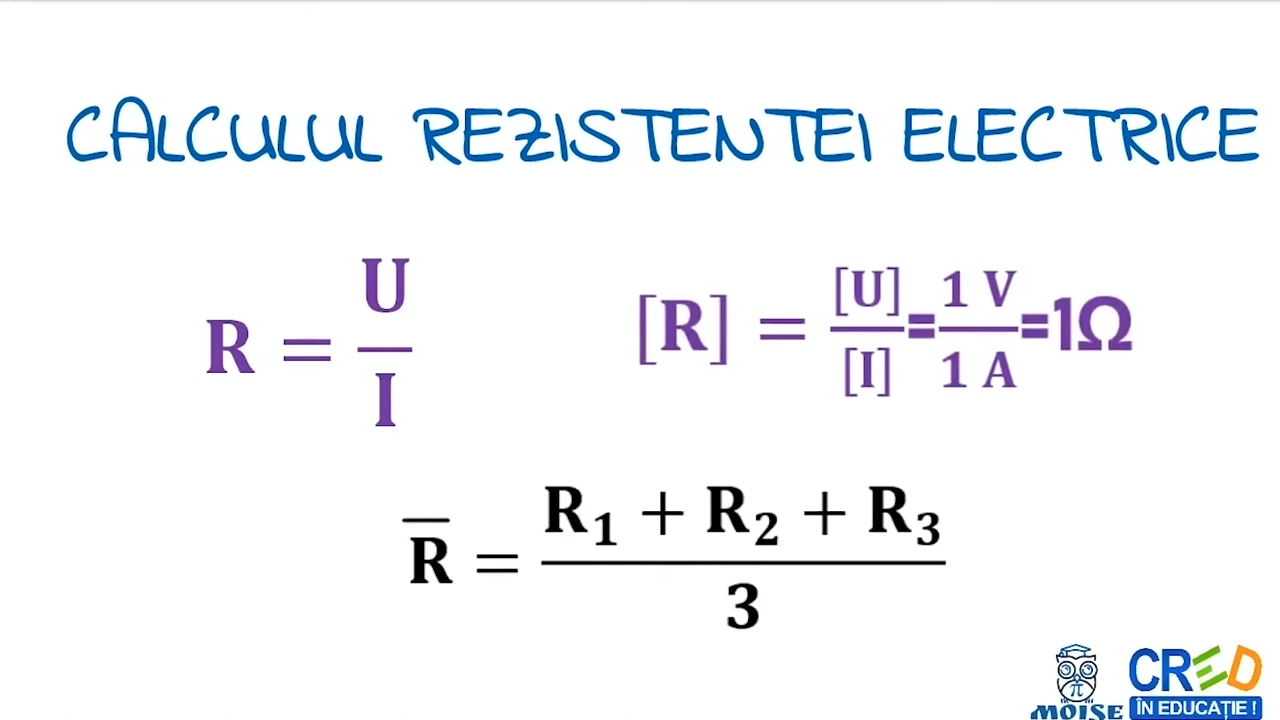 CALCULUL REZISTENTEI ELECTRICE
R = U/I
[R] = [U]/[I] = 1 V/1 A = 1Ω
R̅ = (R₁ + R₂ + R₃)/3
π
MOISE
CRED
ÎN EDUCAȚIE !